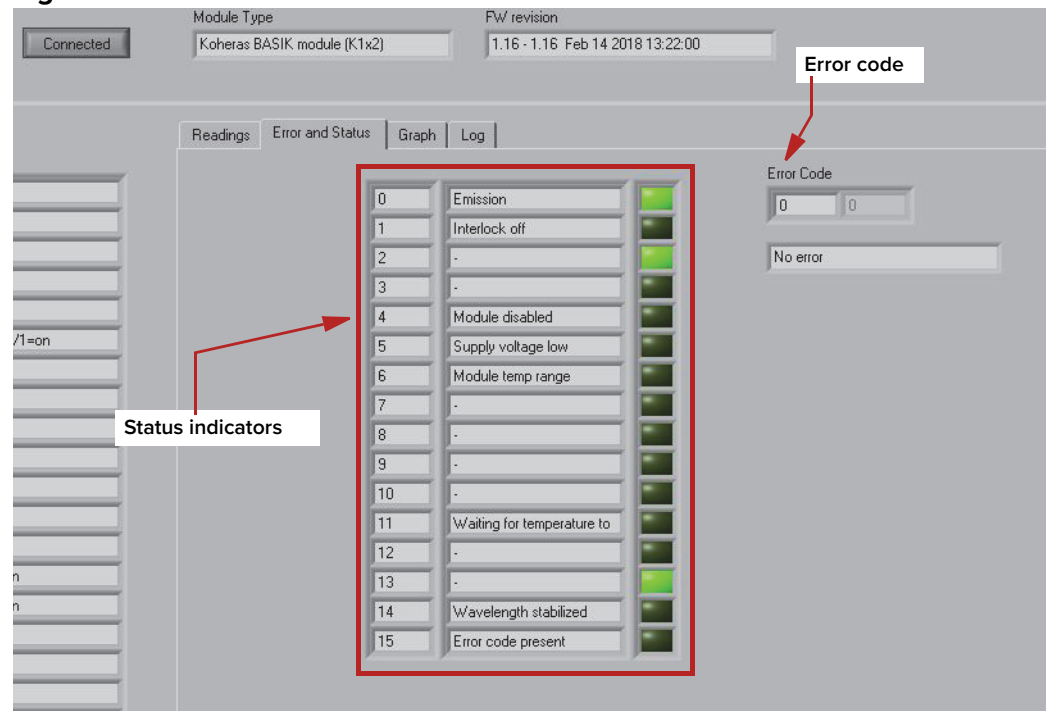 Module Type
FW revision
Connected
Koheras BASIK module (K1x2)
1.16 - 1.16 Feb 14 2018 13:22:00
Error code
Readings
Error and Status
Graph
Log
Error Code
0 Emission
0 0
1 Interlock off
2 -
No error
3 -
4 Module disabled
/1=on
5 Supply voltage low
6 Module temp range
7 -
Status indicators
8 -
9 -
10 -
11 Waiting for temperature to
12 -
13 -
n
14 Wavelength stabilized
n
15 Error code present